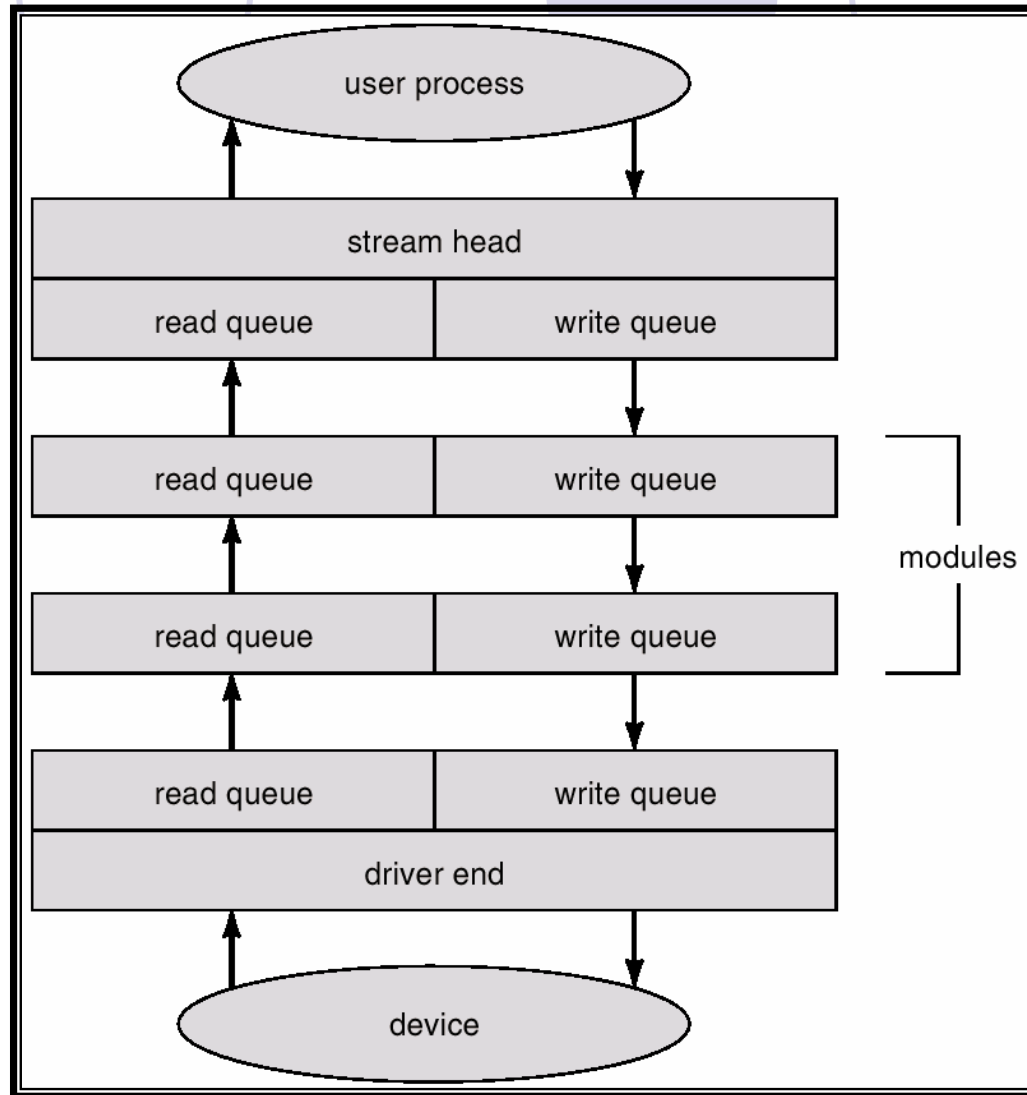 user process
stream head
read queue write queue
read queue write queue
modules
read queue write queue
read queue write queue
driver end
device